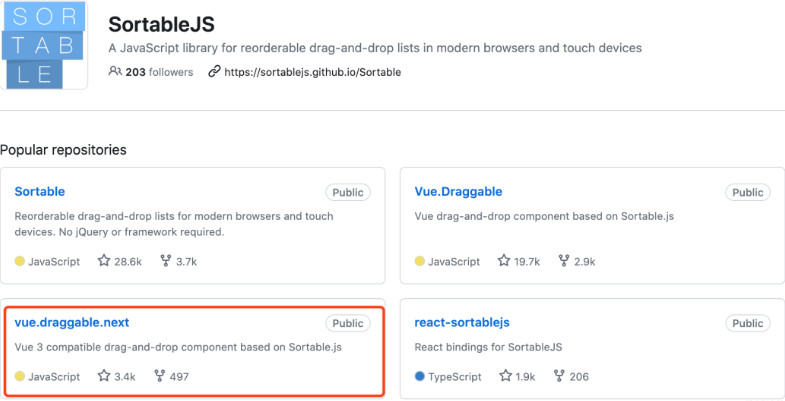 SOR
TAB
LE
SortableJS
A JavaScript library for reorderable drag-and-drop lists in modern browsers and touch devices
203 followers https://sortablejs.github.io/Sortable
Popular repositories
Sortable Public
Reorderable drag-and-drop lists for modern browsers and touch
devices. No jQuery or framework required.
JavaScript 28.6k 3.7k
Vue.Draggable Public
Vue drag-and-drop component based on Sortable.js
JavaScript 19.7k 2.9k
vue.draggable.next Public
Vue 3 compatible drag-and-drop component based on Sortable.js
JavaScript 3.4k 497
react-sortablejs Public
React bindings for SortableJS
TypeScript 1.9k 206